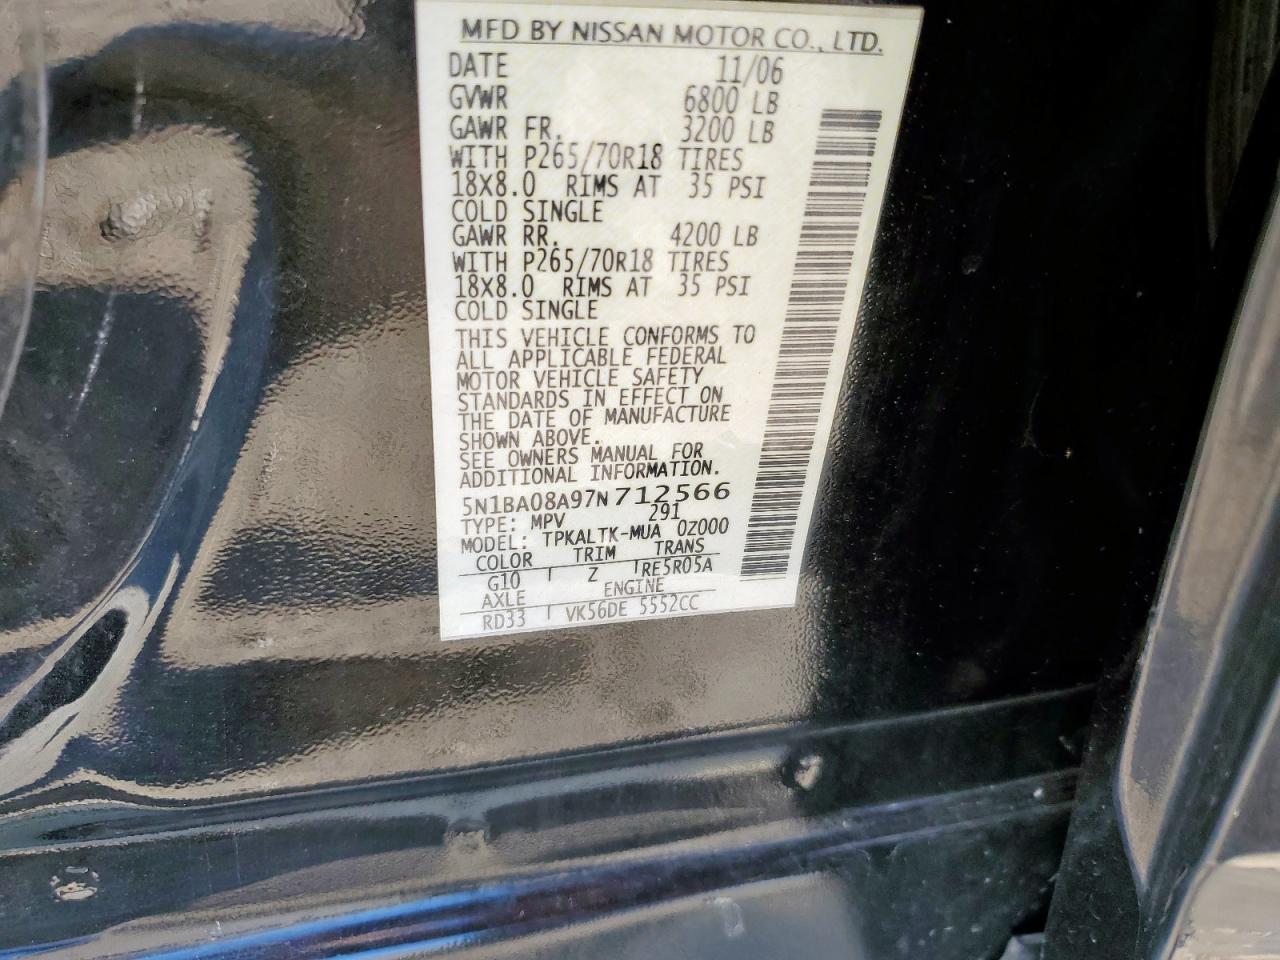 MFD BY NISSAN MOTOR CO., LTD.
DATE 11/06
GVWR 6800 LB
GAWR FR. 3200 LB
WITH P265/70R18 TIRES
18X8.0 RIMS AT 35 PSI
COLD SINGLE
GAWR RR. 4200 LB
WITH P265/70R18 TIRES
18X8.0 RIMS AT 35 PSI
COLD SINGLE
THIS VEHICLE CONFORMS TO
ALL APPLICABLE FEDERAL
MOTOR VEHICLE SAFETY
STANDARDS IN EFFECT ON
THE DATE OF MANUFACTURE
SHOWN ABOVE.
SEE OWNERS MANUAL FOR
ADDITIONAL INFORMATION.
5N1BA08A97N712566
TYPE: MPV 291
MODEL: TPKALTK-MUA 0Z000
COLOR TRIM TRANS
G10 Z RE5R05A
AXLE ENGINE
RD33 VK56DE 5552CC